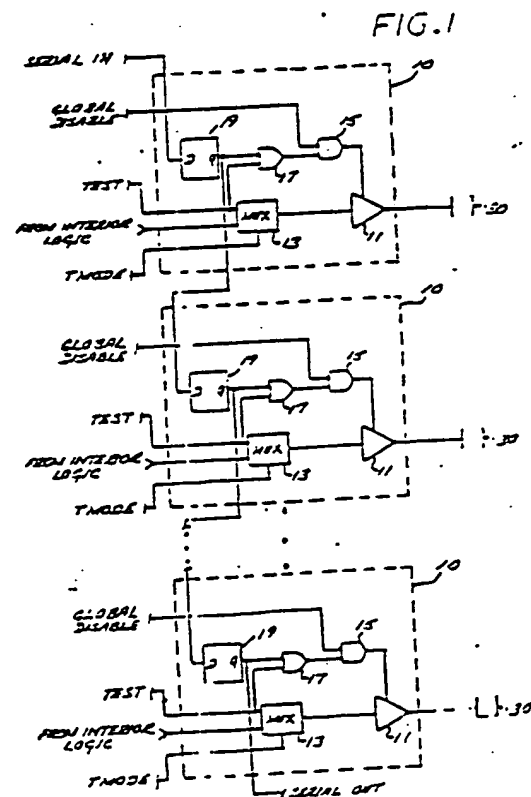 FIG. 1
SERIAL IN
10
GLOBAL
DISABLE
19
15
D Q
17
TEST
MUX
30
FROM INTERIOR
LOGIC
13
11
TMODE
10
GLOBAL
DISABLE
19
15
D Q
17
TEST
MUX
30
FROM INTERIOR
LOGIC
13
11
TMODE
10
GLOBAL
DISABLE
19
15
D Q
17
TEST
MUX
30
FROM INTERIOR
LOGIC
13
11
TMODE
SERIAL OUT